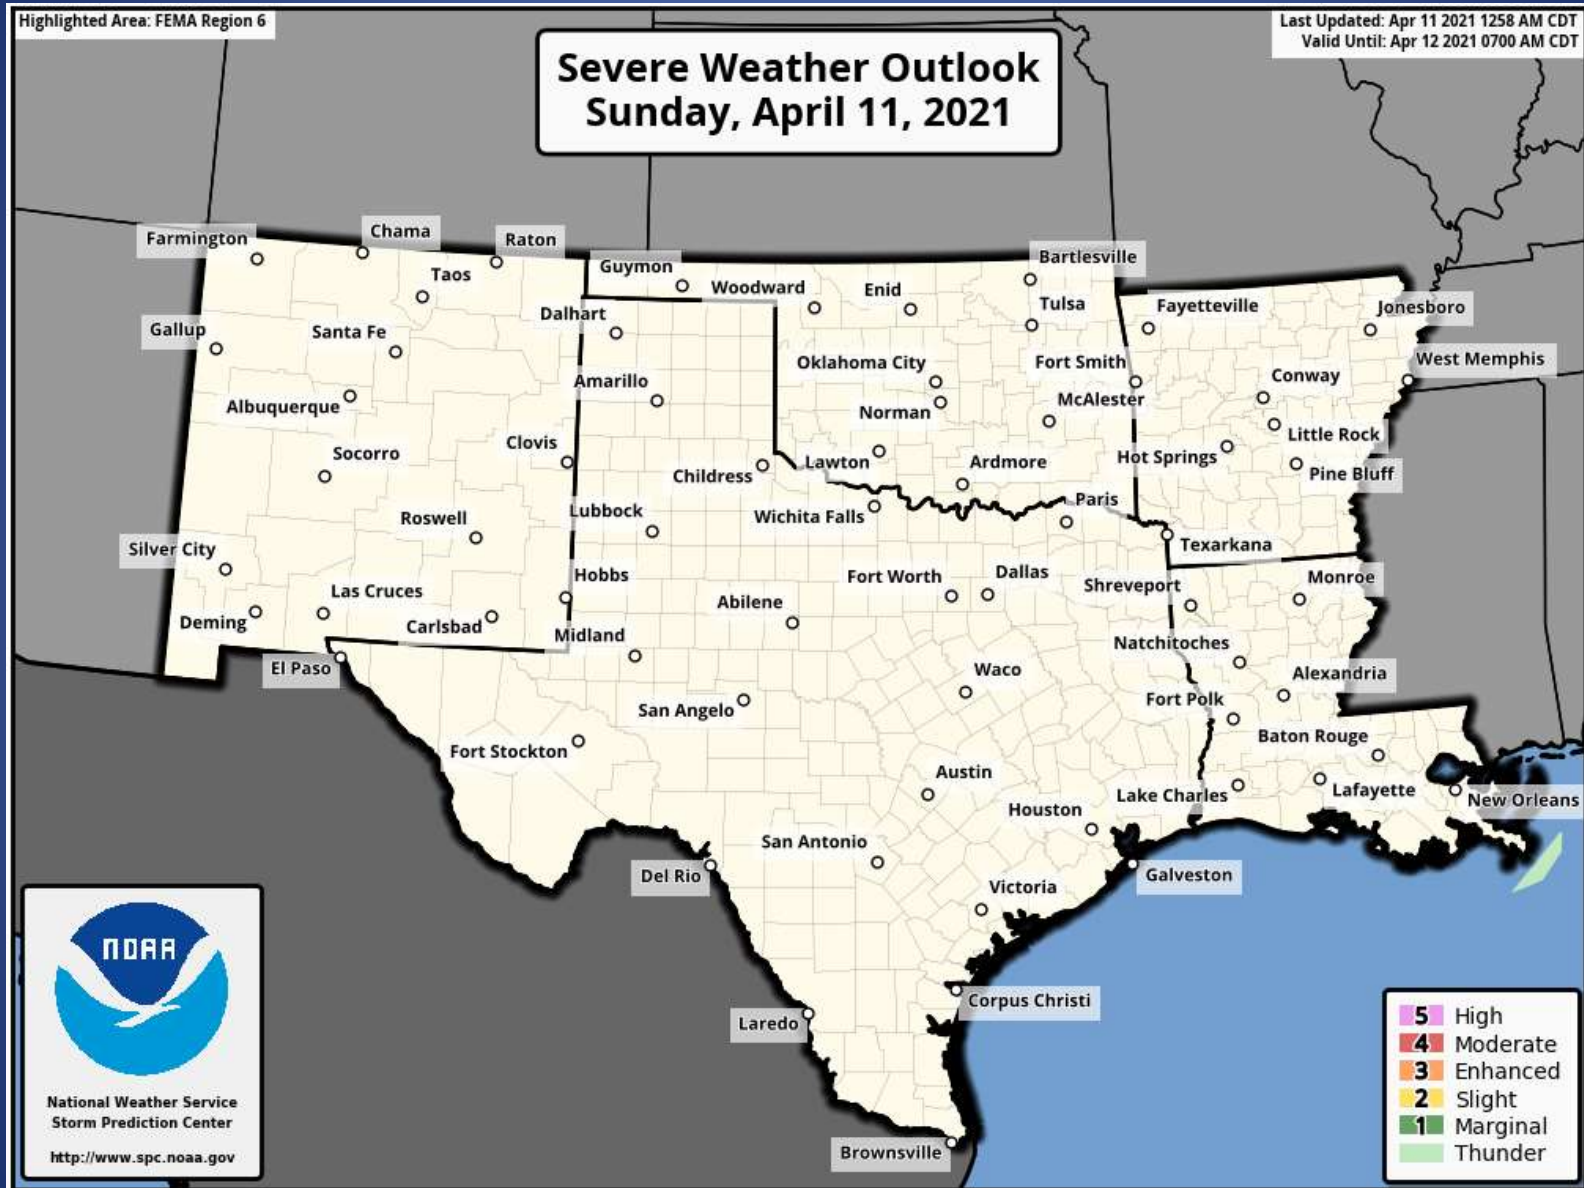 Highlighted Area: FEMA Region 6
Last Updated: Apr 11 2021 1258 AM CDT
Valid Until: Apr 12 2021 0700 AM CDT
Severe Weather Outlook
Sunday, April 11, 2021
Farmington
Chama
Raton
Taos
Guymon
Woodward
Enid
Bartlesville
Tulsa
Fayetteville
Jonesboro
Gallup
Santa Fe
Dalhart
Oklahoma City
Fort Smith
Conway
West Memphis
Albuquerque
Amarillo
Norman
McAlester
Little Rock
Socorro
Clovis
Childress
Lawton
Ardmore
Hot Springs
Pine Bluff
Roswell
Lubbock
Wichita Falls
Paris
Texarkana
Silver City
Las Cruces
Hobbs
Abilene
Fort Worth
Dallas
Shreveport
Monroe
Deming
Carlsbad
Midland
Natchitoches
El Paso
San Angelo
Waco
Fort Polk
Alexandria
Fort Stockton
Austin
Houston
Baton Rouge
Lake Charles
Lafayette
New Orleans
San Antonio
Del Rio
Victoria
Galveston
Laredo
Corpus Christi
Brownsville
NOAA
National Weather Service
Storm Prediction Center
http://www.spc.noaa.gov
5 High
4 Moderate
3 Enhanced
2 Slight
1 Marginal
Thunder